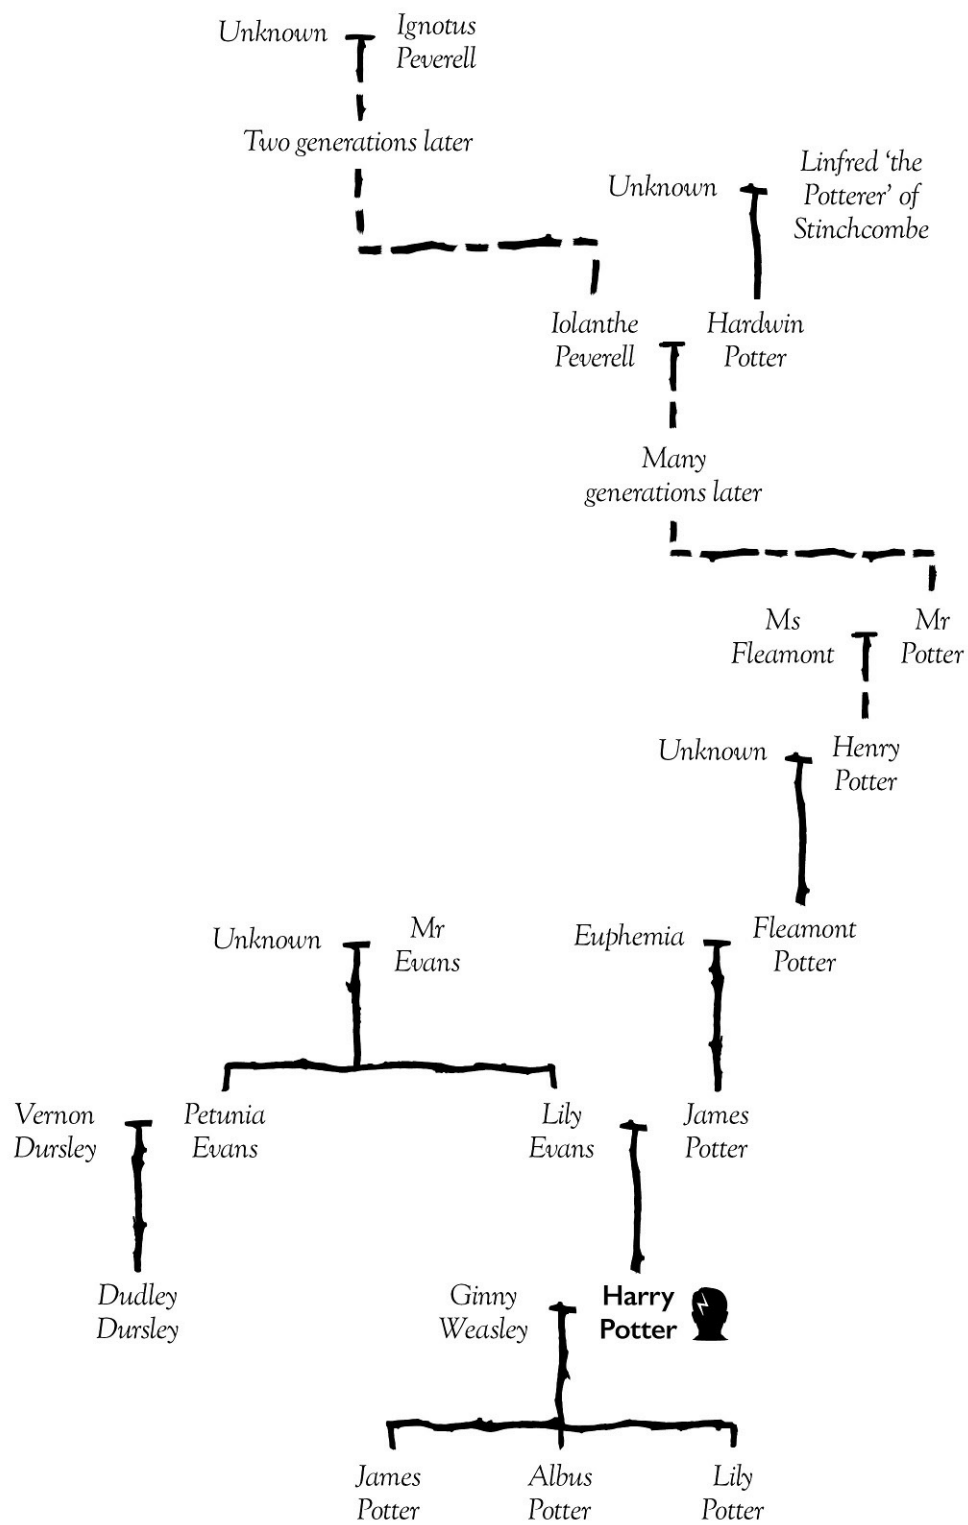 Unknown
Ignotus
Peverell
Two generations later
Unknown
Linfred ‘the
Potterer’ of
Stinchcombe
Iolanthe
Peverell
Hardwin
Potter
Many
generations later
Ms
Fleamont
Mr
Potter
Unknown
Henry
Potter
Unknown
Mr
Evans
Euphemia
Fleamont
Potter
Vernon
Dursley
Petunia
Evans
Lily
Evans
James
Potter
Dudley
Dursley
Ginny
Weasley
Harry
Potter
James
Potter
Albus
Potter
Lily
Potter